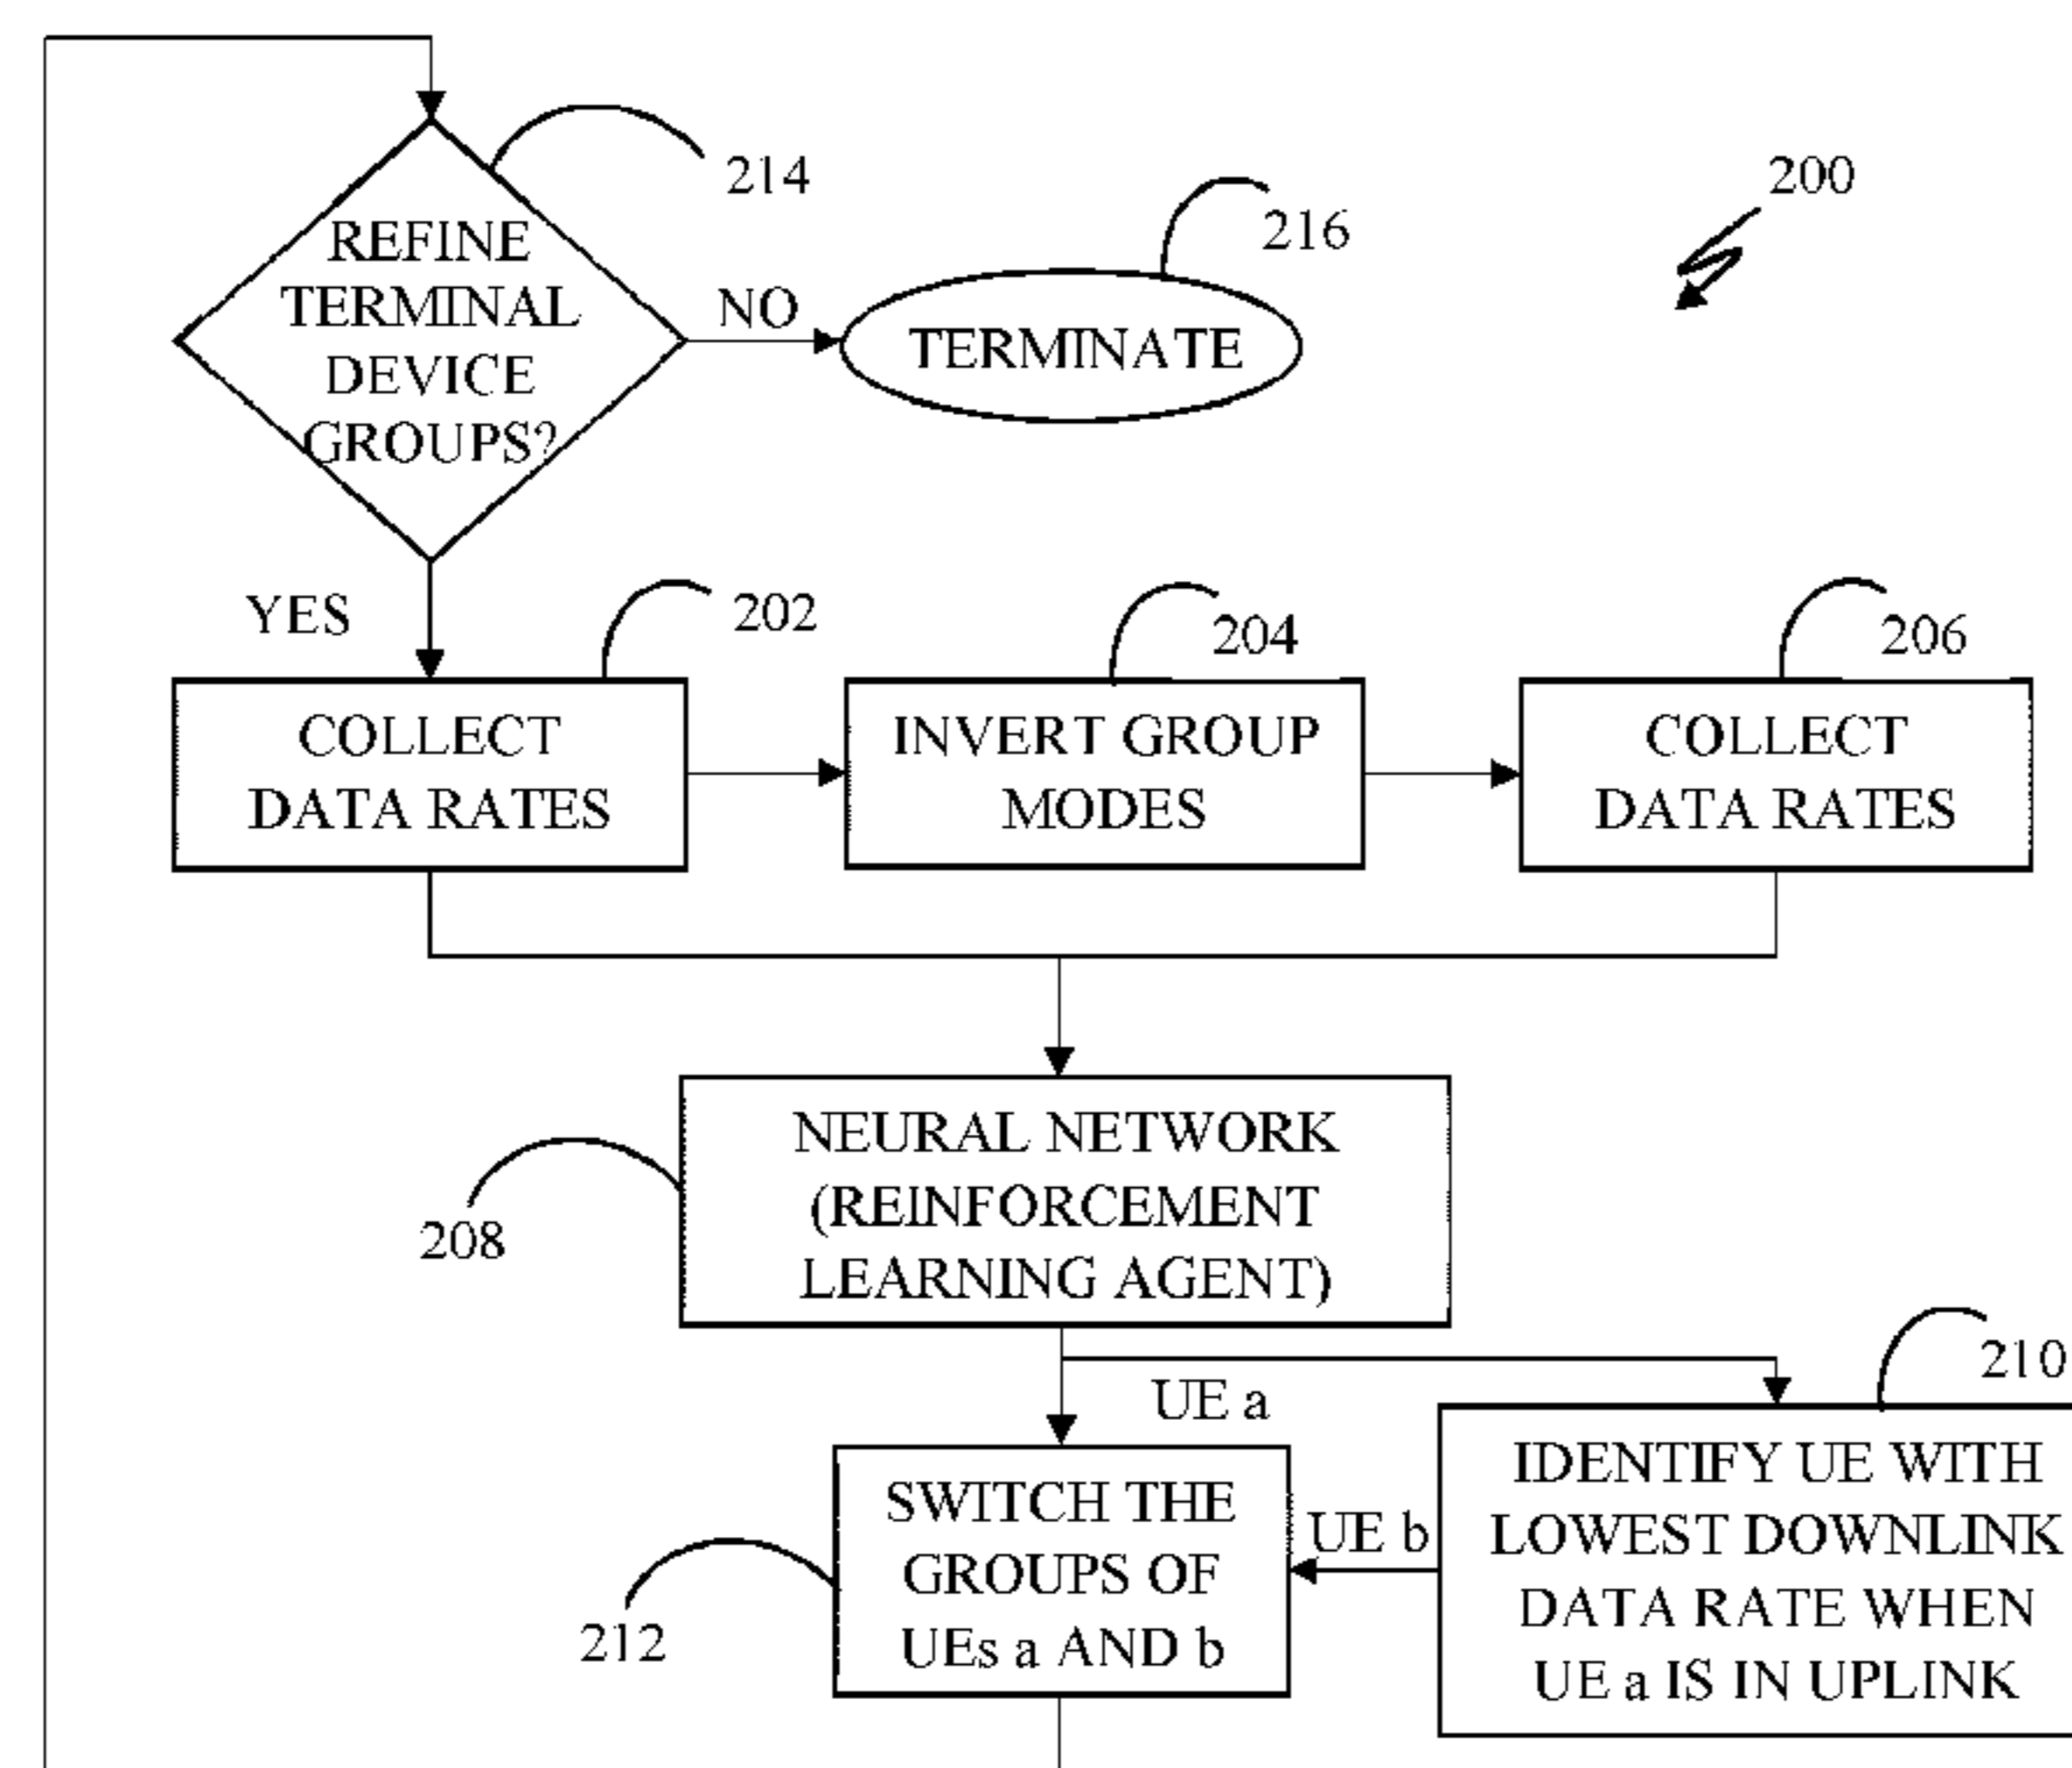 214
200
216
REFINE
TERMINAL
DEVICE
GROUPS?
NO
TERMINATE
YES
202
204
206
COLLECT
DATA RATES
INVERT GROUP
MODES
COLLECT
DATA RATES
NEURAL NETWORK
(REINFORCEMENT
LEARNING AGENT)
208
210
UE a
SWITCH THE
GROUPS OF
UEs a AND b
UE b
IDENTIFY UE WITH
LOWEST DOWNLINK
DATA RATE WHEN
UE a IS IN UPLINK
212